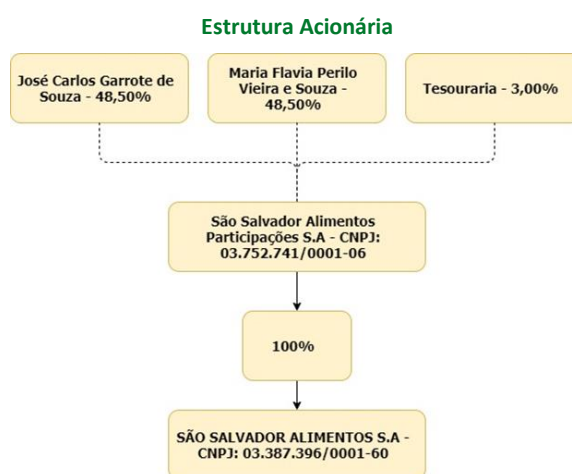 Estrutura Acionária
José Carlos Garrote de
Souza - 48,50%
Maria Flavia Perilo
Vieira e Souza -
48,50%
Tesouraria - 3,00%
São Salvador Alimentos
Participações S.A - CNPJ:
03.752.741/0001-06
100%
SÃO SALVADOR ALIMENTOS S.A -
CNPJ: 03.387.396/0001-60